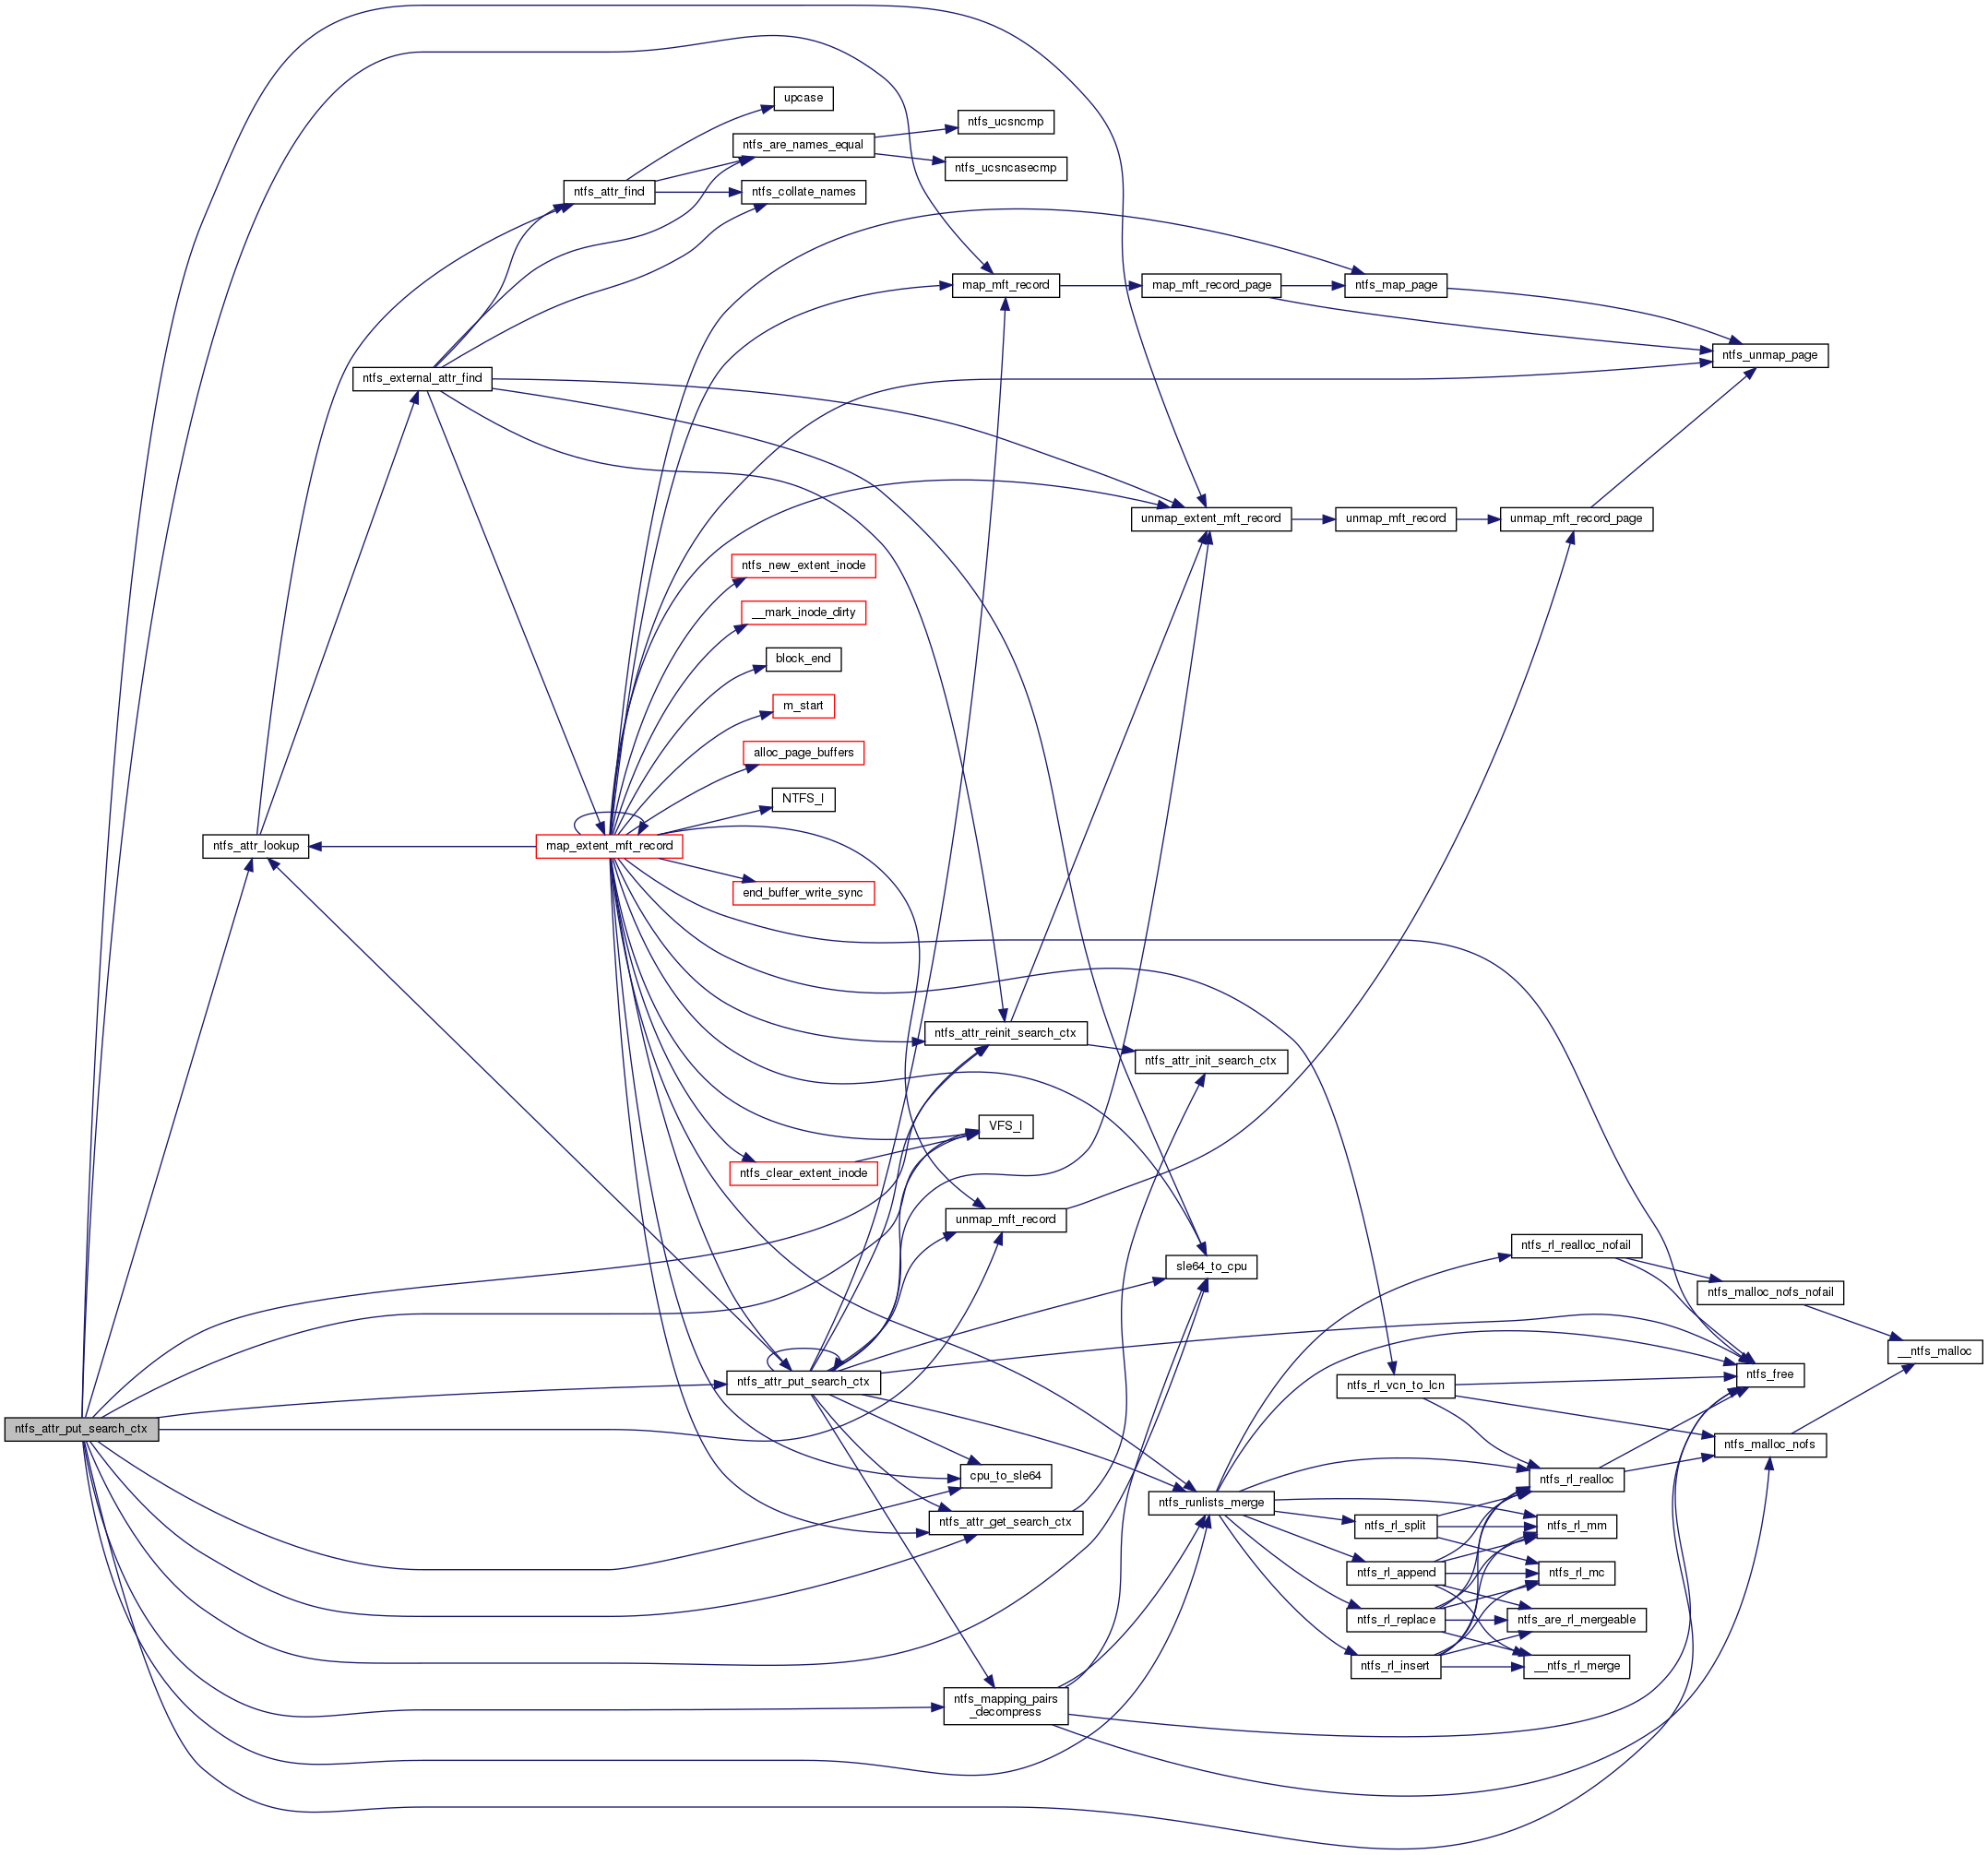 upcase
ntfs_ucsncmp
ntfs_are_names_equal
ntfs_ucsncasecmp
ntfs_attr_find
ntfs_collate_names
map_mft_record
map_mft_record_page
ntfs_map_page
ntfs_unmap_page
ntfs_external_attr_find
unmap_extent_mft_record
unmap_mft_record
unmap_mft_record_page
ntfs_new_extent_inode
__mark_inode_dirty
block_end
m_start
alloc_page_buffers
NTFS_I
ntfs_attr_lookup
map_extent_mft_record
end_buffer_write_sync
ntfs_attr_reinit_search_ctx
ntfs_attr_init_search_ctx
VFS_I
ntfs_clear_extent_inode
unmap_mft_record
ntfs_rl_realloc_nofail
sle64_to_cpu
ntfs_malloc_nofs_nofail
__ntfs_malloc
ntfs_free
ntfs_attr_put_search_ctx
ntfs_rl_vcn_to_lcn
ntfs_attr_put_search_ctx
ntfs_malloc_nofs
cpu_to_sle64
ntfs_rl_realloc
ntfs_runlists_merge
ntfs_attr_get_search_ctx
ntfs_rl_split
ntfs_rl_mm
ntfs_rl_append
ntfs_rl_mc
ntfs_rl_replace
ntfs_are_rl_mergeable
ntfs_rl_insert
__ntfs_rl_merge
ntfs_mapping_pairs
_decompress